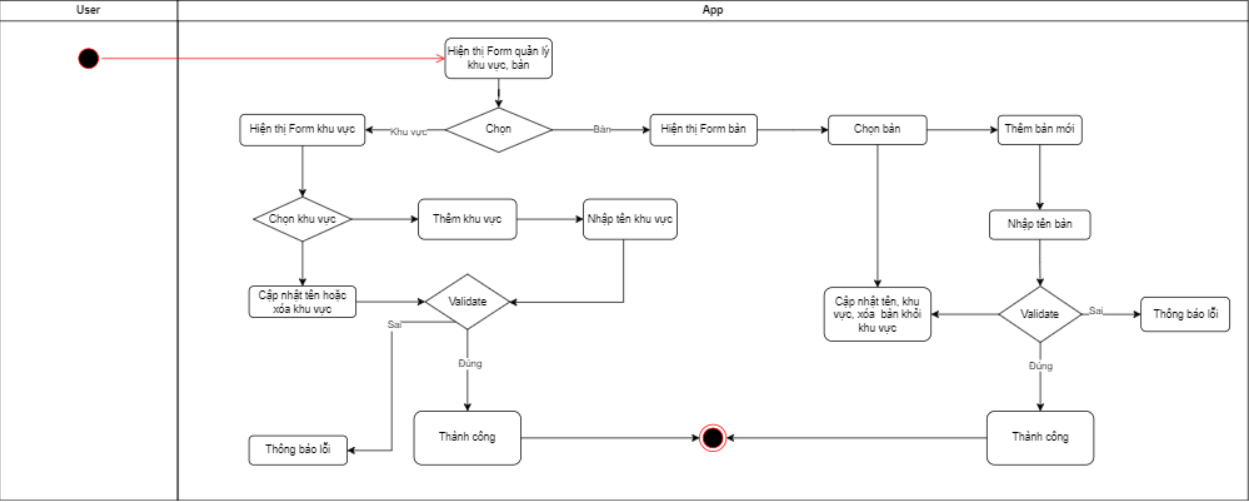 User
App
Hiện thị Form quản lý
khu vực, bàn
Hiện thị Form khu vực
Khu vực
Chọn
Bàn
Hiện thị Form bàn
Chọn bàn
Thêm bàn mới
Chọn khu vực
Thêm khu vực
Nhập tên khu vực
Nhập tên bàn
Cập nhật tên hoặc
xóa khu vực
Validate
Cập nhật tên, khu
vực, xóa bàn khỏi
khu vực
Validate
Sai
Thông báo lỗi
Sai
Đúng
Đúng
Thông báo lỗi
Thành công
Thành công